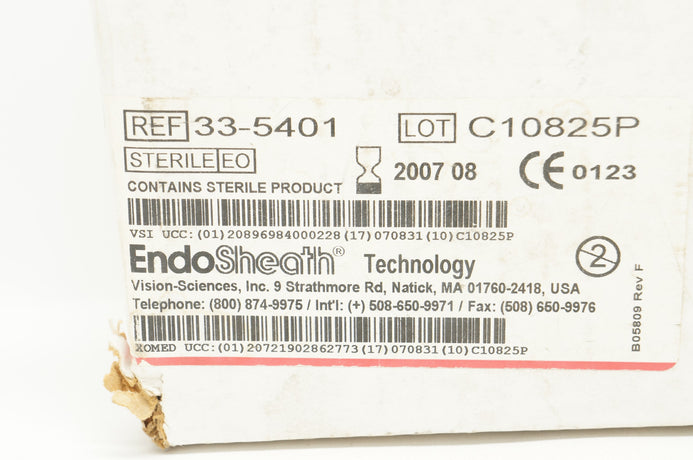 REF 33-5401 LOT C10825P
STERILE EO 2007 08 CE 0123
CONTAINS STERILE PRODUCT
VSI UCC: (01)20896984000228(17)070831(10)C10825P
EndoSheath® Technology 2
Vision-Sciences, Inc. 9 Strathmore Rd, Natick, MA 01760-2418, USA
Telephone: (800) 874-9975 / Int'l: (+) 508-650-9971 / Fax: (508) 650-9976
XOMED UCC:(01)20721902862773(17)070831(10)C10825P
B05809 Rev F